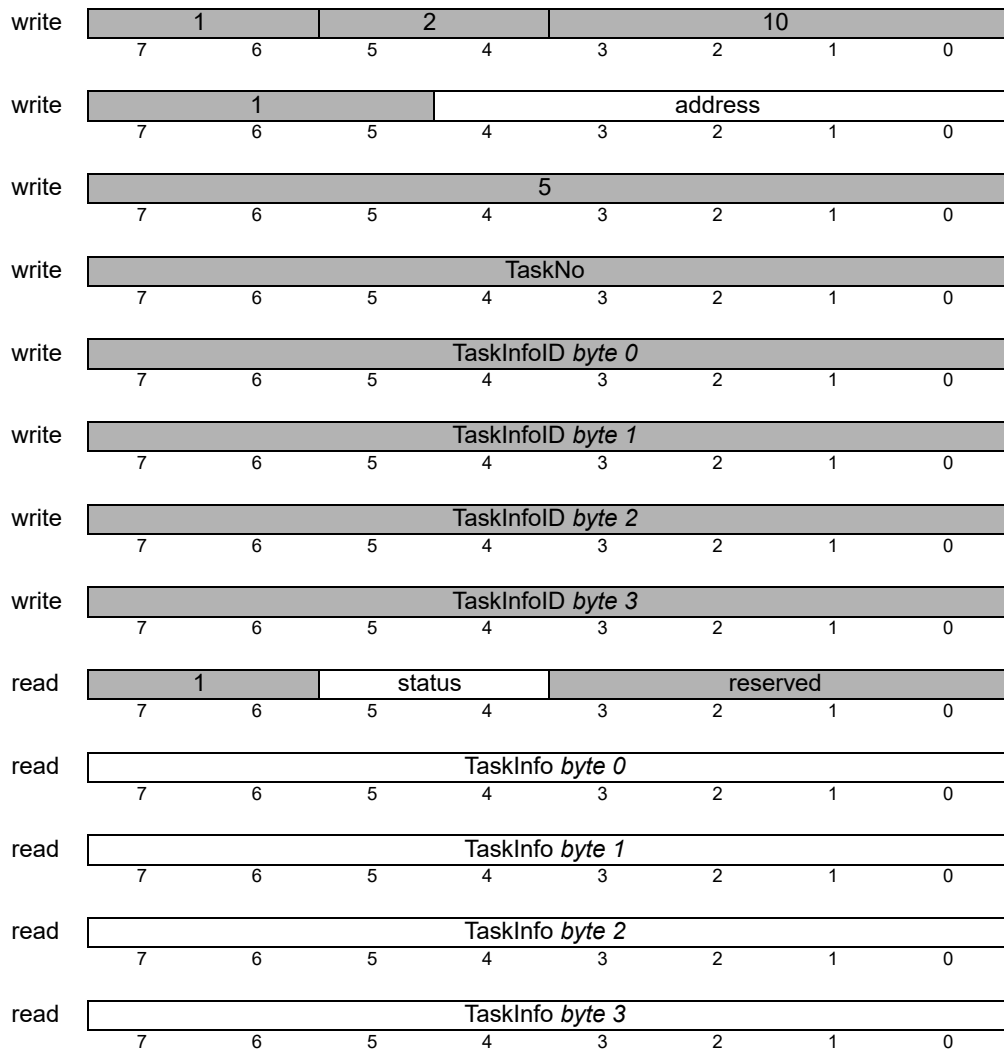 write 1 2 10
7 6 5 4 3 2 1 0
write 1 address
7 6 5 4 3 2 1 0
write 5
7 6 5 4 3 2 1 0
write TaskNo
7 6 5 4 3 2 1 0
write TaskInfoID byte 0
7 6 5 4 3 2 1 0
write TaskInfoID byte 1
7 6 5 4 3 2 1 0
write TaskInfoID byte 2
7 6 5 4 3 2 1 0
write TaskInfoID byte 3
7 6 5 4 3 2 1 0
read 1 status reserved
7 6 5 4 3 2 1 0
read TaskInfo byte 0
7 6 5 4 3 2 1 0
read TaskInfo byte 1
7 6 5 4 3 2 1 0
read TaskInfo byte 2
7 6 5 4 3 2 1 0
read TaskInfo byte 3
7 6 5 4 3 2 1 0